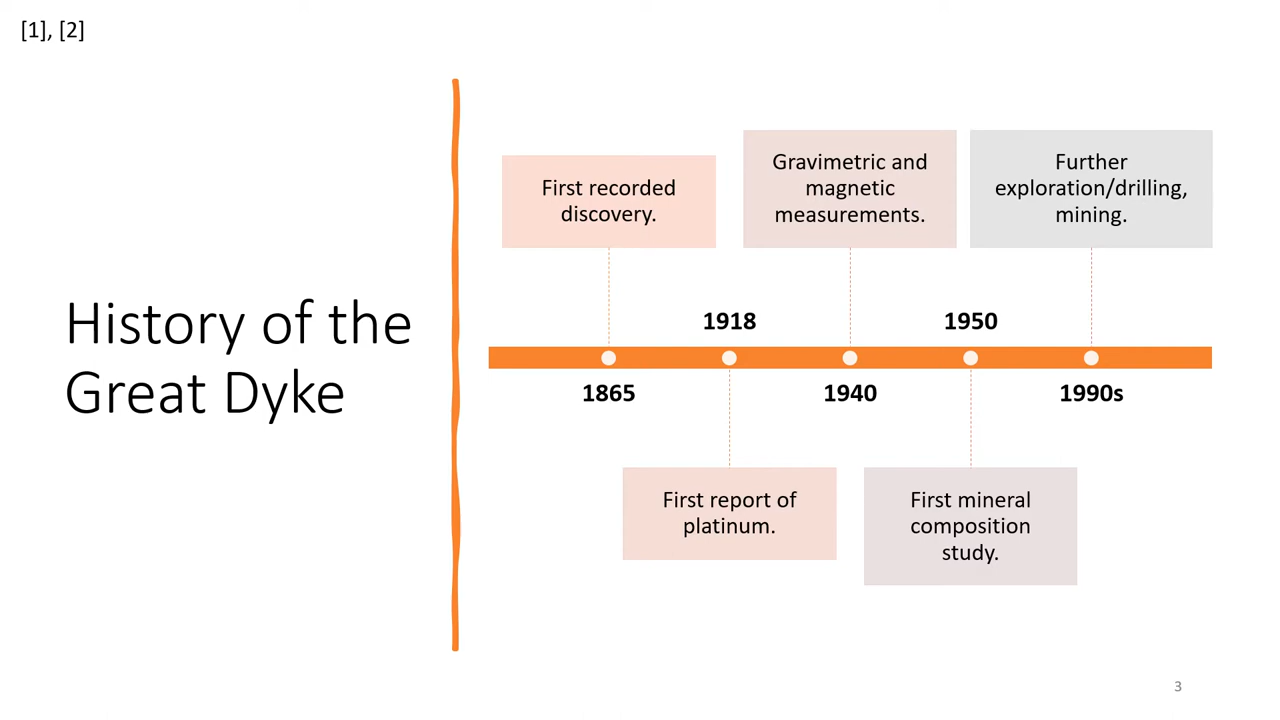 [1], [2]
History of the
Great Dyke
First recorded
discovery.
1865
1918
First report of
platinum.
Gravimetric and
magnetic
measurements.
1940
1950
First mineral
composition
study.
Further
exploration/drilling,
mining.
1990s
3